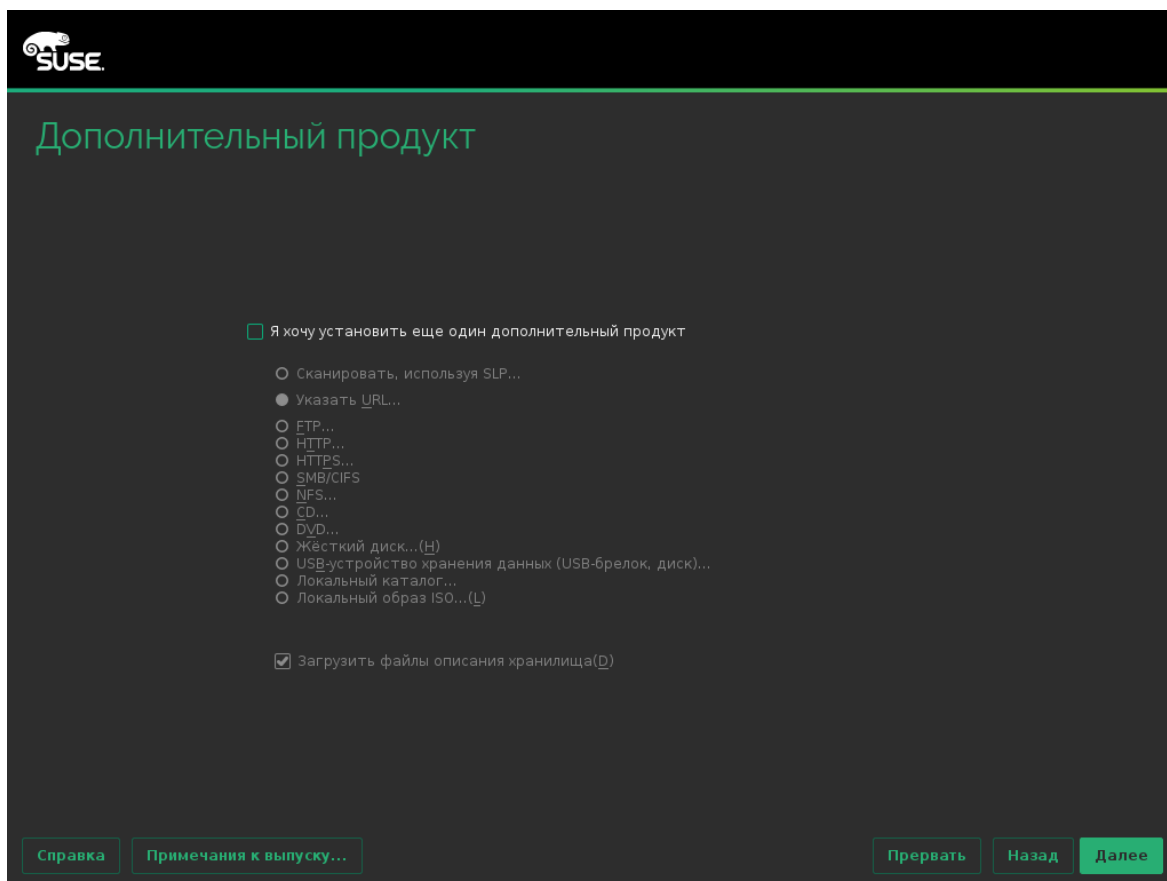 SUSE.
Дополнительный продукт
Я хочу установить еще один дополнительный продукт
Сканировать, используя SLP...
Указать URL...
FTP...
HTTP...
HTTPS...
SMB/CIFS
NFS...
CD...
DVD...
Жёсткий диск...(H)
USB-устройство хранения данных (USB-брелок, диск)...
Локальный каталог...
Локальный образ ISO...(L)
Загрузить файлы описания хранилища(D)
Справка Примечания к выпуску... Прервать Назад Далее